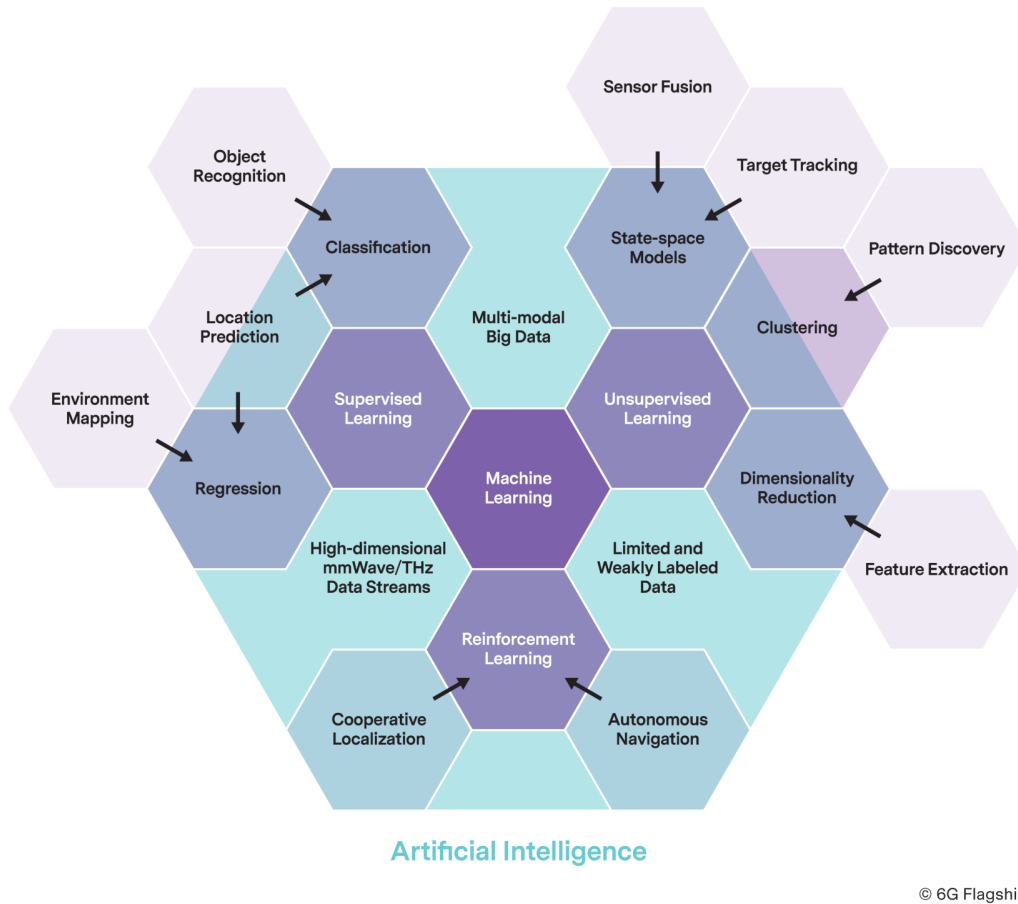 Sensor Fusion
Object
Recognition
Target Tracking
Classification
State-space
Models
Pattern Discovery
Location
Prediction
Multi-modal
Big Data
Clustering
Environment
Mapping
Supervised
Learning
Unsupervised
Learning
Regression
Machine
Learning
Dimensionality
Reduction
High-dimensional
mmWave/THz
Data Streams
Limited and
Weakly Labeled
Data
Feature Extraction
Reinforcement
Learning
Cooperative
Localization
Autonomous
Navigation
Artificial Intelligence
© 6G Flagshi